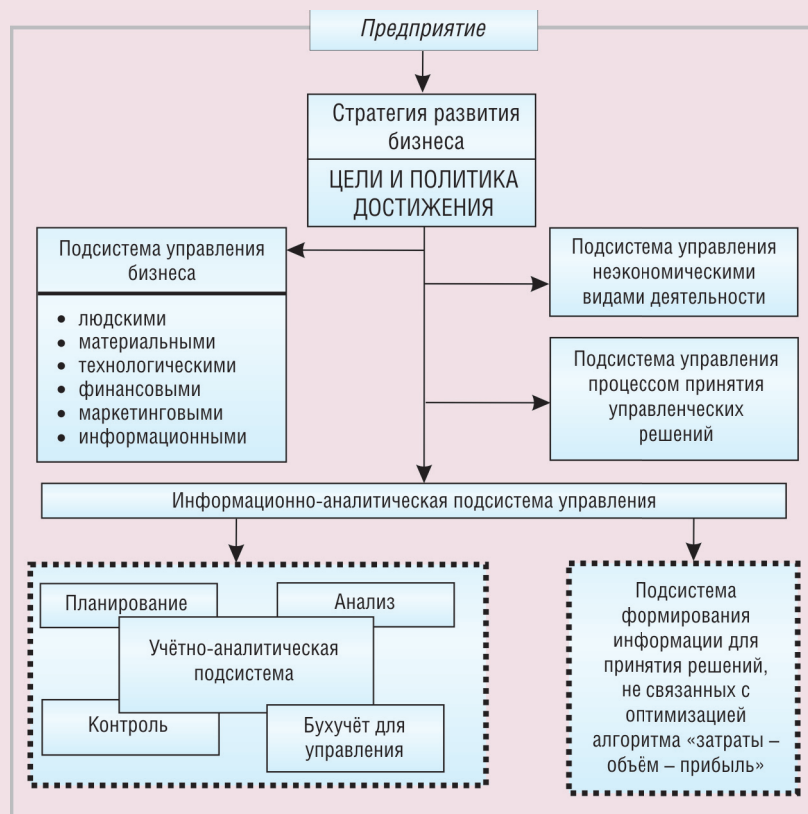 Предприятие
Стратегия развития
бизнеса
ЦЕЛИ И ПОЛИТИКА
ДОСТИЖЕНИЯ
Подсистема управления
бизнеса
• людскими
• материальными
• технологическими
• финансовыми
• маркетинговыми
• информационными
Подсистема управления
неэкономическими
видами деятельности
Подсистема управления
процессом принятия
управленческих
решений
Информационно-аналитическая подсистема управления
Планирование
Анализ
Учётно-аналитическая
подсистема
Контроль
Бухучёт для
управления
Подсистема
формирования
информации для
принятия решений,
не связанных с
оптимизацией
алгоритма «затраты –
объём – прибыль»